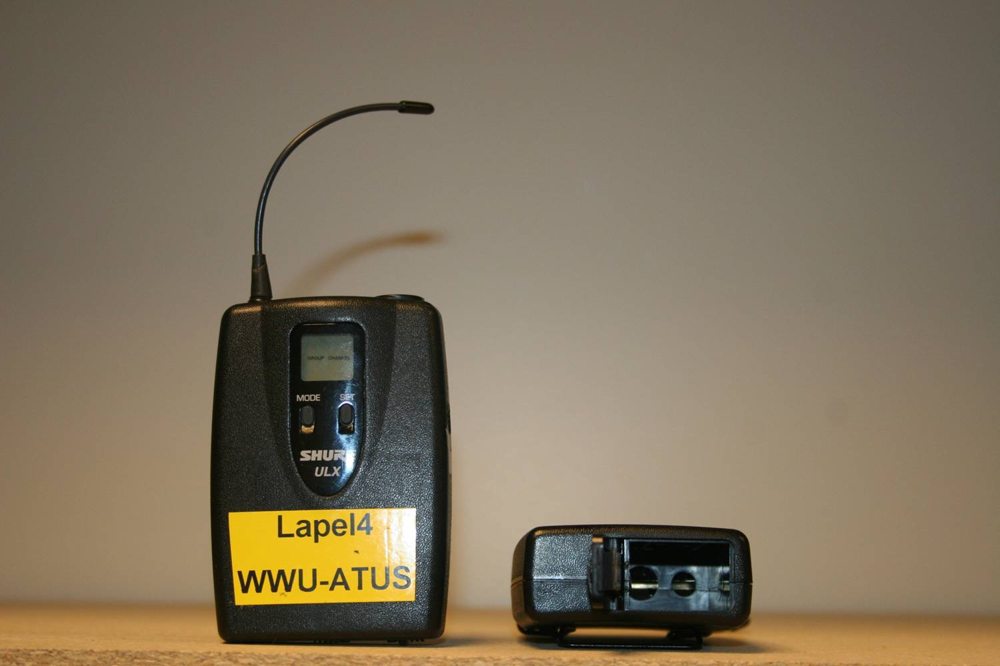 GROUP CHANNEL
MODE SET
SHURE
ULX
Lapel4
WWU-ATUS